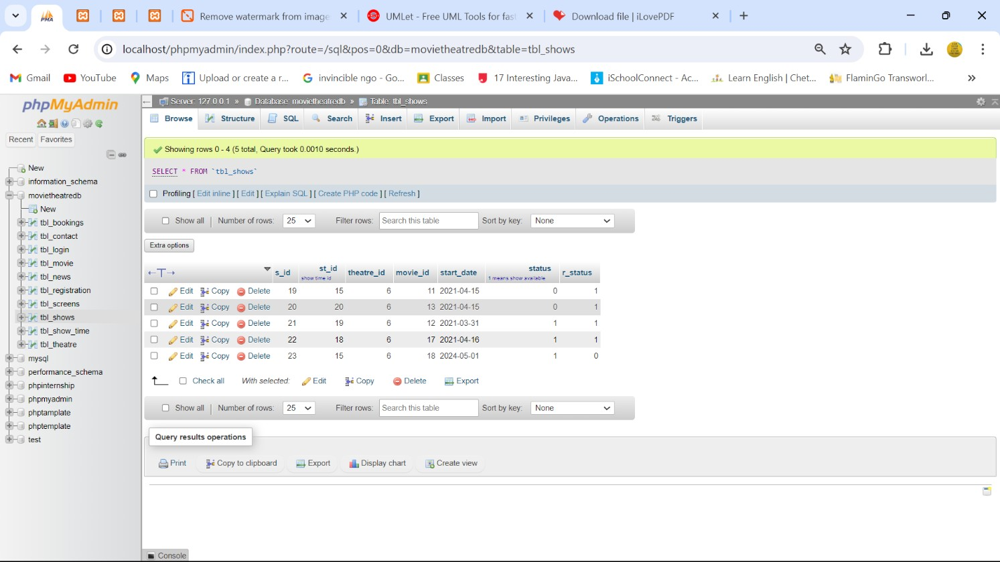 PMA
Remove watermark from image
UMLet - Free UML Tools for fast
Download file | iLovePDF
localhost/phpmyadmin/index.php?route=/sql&pos=0&db=movietheatredb&table=tbl_shows
Gmail YouTube Maps Upload or create a r... invincible ngo - Go... Classes 17 Interesting Java... iSchoolConnect - Ac... Learn English | Chet... FlaminGo Transworl... »
phpMyAdmin
Recent Favorites
New
information_schema
movietheatredb
New
tbl_bookings
tbl_contact
tbl_login
tbl_movie
tbl_news
tbl_registration
tbl_screens
tbl_shows
tbl_show_time
tbl_theatre
mysql
performance_schema
phpinternship
phpmyadmin
phptamplate
phptemplate
test
Server: 127.0.0.1 » Database: movietheatredb » Table: tbl_shows
Browse Structure SQL Search Insert Export Import Privileges Operations Triggers
Showing rows 0 - 4 (5 total, Query took 0.0010 seconds.)
SELECT * FROM `tbl_shows`
Profiling [ Edit inline ] [ Edit ] [ Explain SQL ] [ Create PHP code ] [ Refresh ]
Show all | Number of rows: 25 Filter rows: Search this table Sort by key: None
Extra options
←T→ s_id st_id theatre_id movie_id start_date status r_status
show time id 1 means show available
Edit Copy Delete 19 15 6 11 2021-04-15 0 1
Edit Copy Delete 20 20 6 13 2021-04-15 0 1
Edit Copy Delete 21 19 6 12 2021-03-31 1 1
Edit Copy Delete 22 18 6 17 2021-04-16 1 1
Edit Copy Delete 23 15 6 18 2024-05-01 1 0
Check all With selected: Edit Copy Delete Export
Show all | Number of rows: 25 Filter rows: Search this table Sort by key: None
Query results operations
Print Copy to clipboard Export Display chart Create view
Console